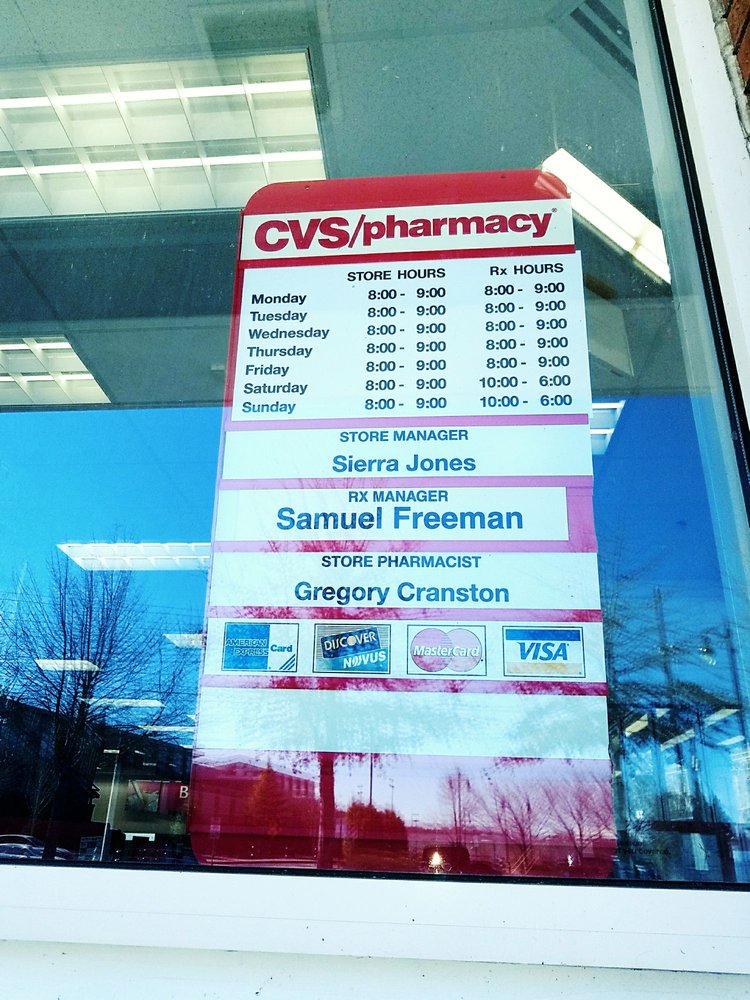 CVS/pharmacy®
STORE HOURS Rx HOURS
Monday 8:00 - 9:00 8:00 - 9:00
Tuesday 8:00 - 9:00 8:00 - 9:00
Wednesday 8:00 - 9:00 8:00 - 9:00
Thursday 8:00 - 9:00 8:00 - 9:00
Friday 8:00 - 9:00 8:00 - 9:00
Saturday 8:00 - 9:00 10:00 - 6:00
Sunday 8:00 - 9:00 10:00 - 6:00
STORE MANAGER
Sierra Jones
RX MANAGER
Samuel Freeman
STORE PHARMACIST
Gregory Cranston
AMERICAN EXPRESS Card
DISCOVER NOVUS
MasterCard
VISA
B